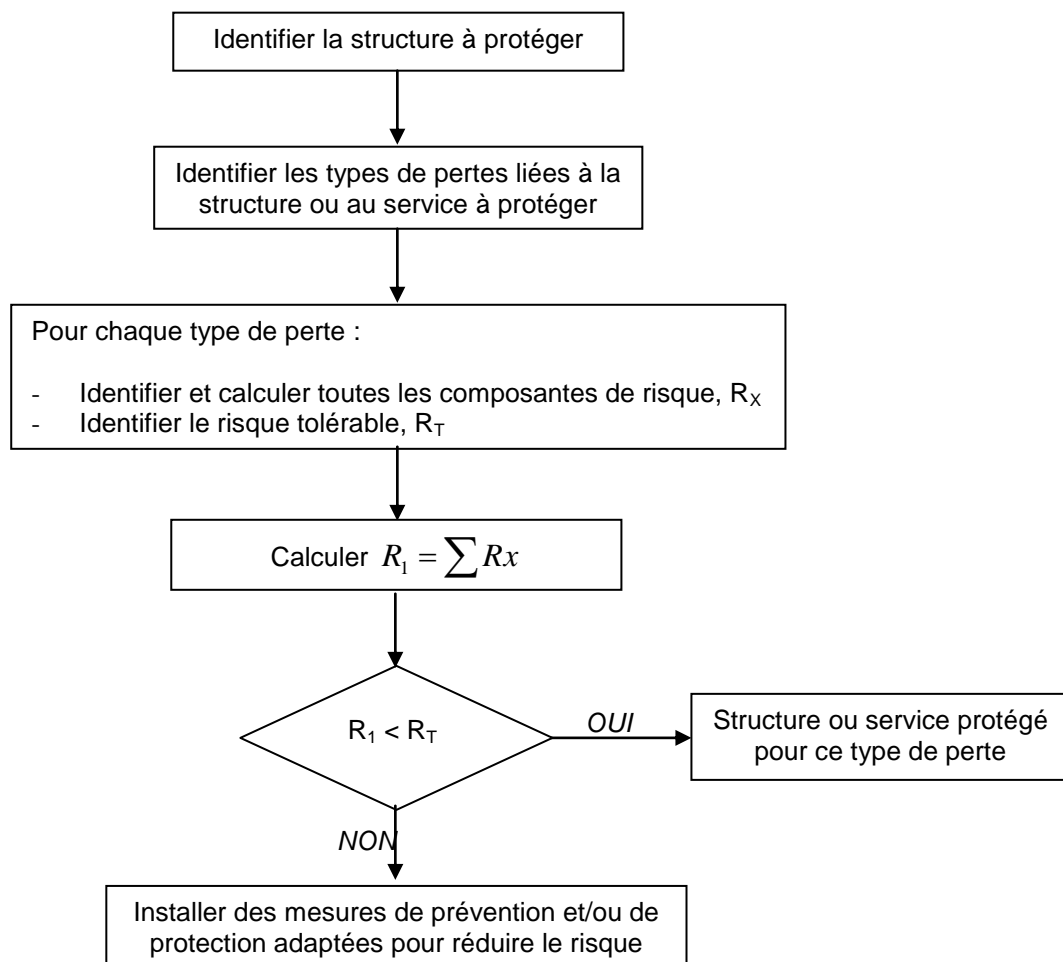 Identifier la structure à protéger
Identifier les types de pertes liées à la
structure ou au service à protéger
Pour chaque type de perte :
- Identifier et calculer toutes les composantes de risque, R_X
- Identifier le risque tolérable, R_T
Calculer R_1 = ∑ Rx
R_1 < R_T
OUI
Structure ou service protégé
pour ce type de perte
NON
Installer des mesures de prévention et/ou de
protection adaptées pour réduire le risque